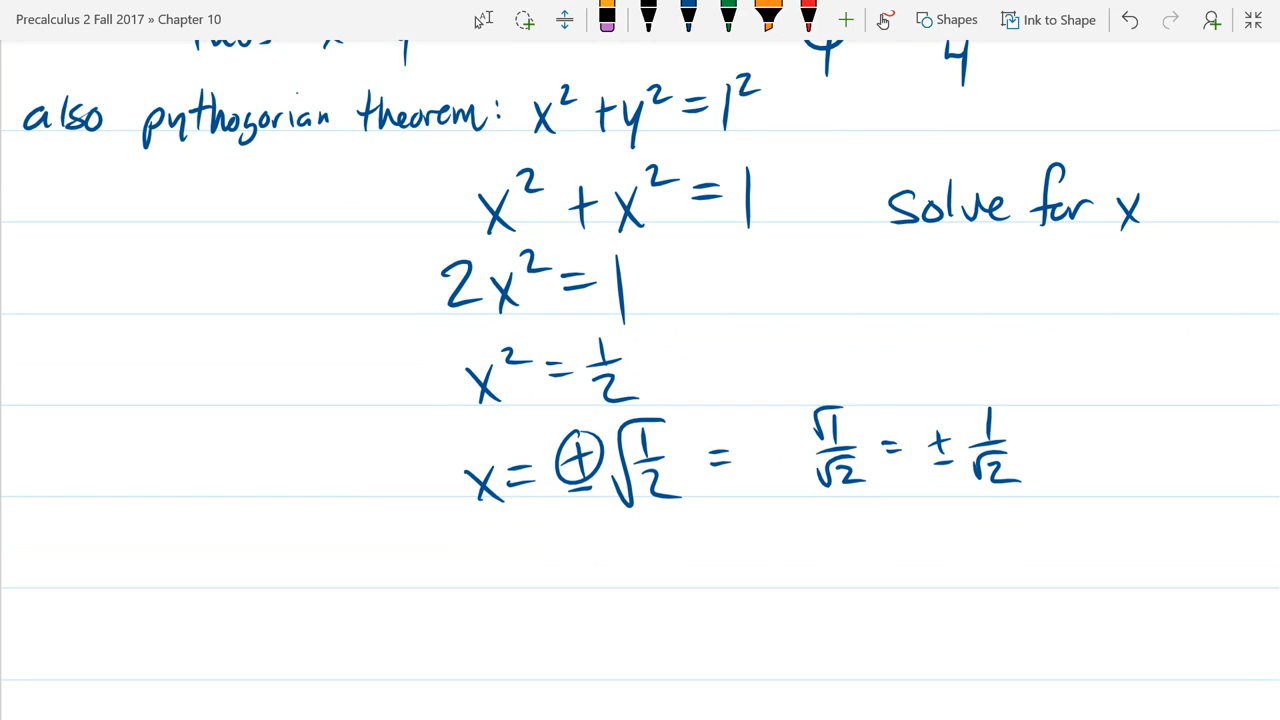 Precalculus 2 Fall 2017 » Chapter 10
Shapes
Ink to Shape
also pythogorian theorem: x² + y² = 1²
x² + x² = 1 solve for x
2x² = 1
x² = 1/2
x = ± √(1/2) = √1/√2 = ± 1/√2